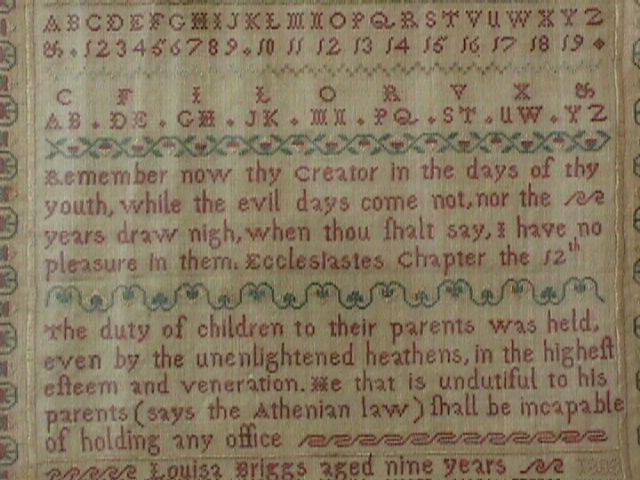 ABCDEFGHIJKLMNOPQRSTVUWXYZ
&. 123456789. 10 11 12 13 14 15 16 17 18 19
C F I L O R V X &
AB. DE. GH. JK. MN. PQ. ST. UW. YZ
Remember now thy Creator in the days of thy
youth, while the evil days come not, nor the
years draw nigh, when thou ſhalt say, I have no
pleasure in them. Ecclesiastes Chapter the 12th
The duty of children to their parents was held,
even by the unenlightened heathens, in the higheſt
eſteem and veneration. He that is undutiful to his
parents (says the Athenian law) ſhall be incapable
of holding any office
Louisa Briggs aged nine years